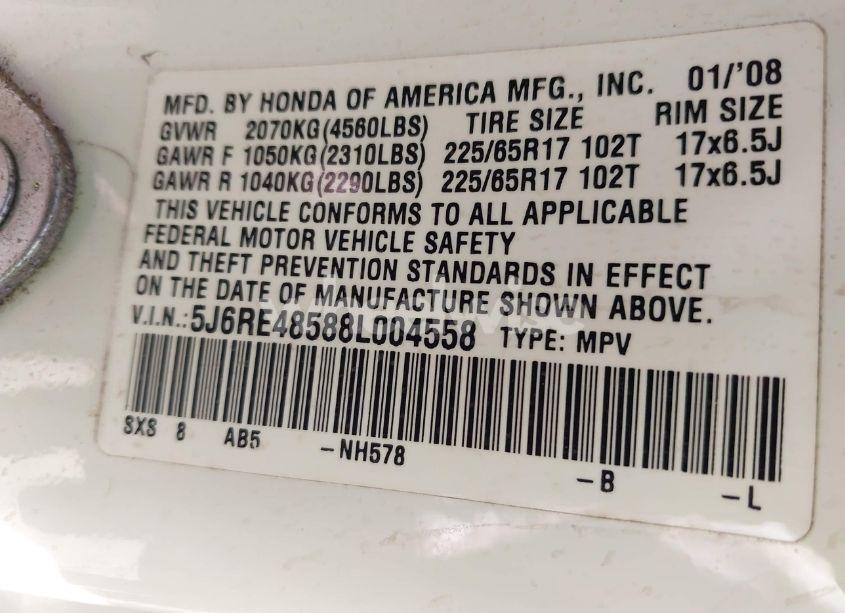 MFD. BY HONDA OF AMERICA MFG., INC. 01/'08
GVWR 2070KG(4560LBS) TIRE SIZE RIM SIZE
GAWR F 1050KG(2310LBS) 225/65R17 102T 17x6.5J
GAWR R 1040KG(2290LBS) 225/65R17 102T 17x6.5J
THIS VEHICLE CONFORMS TO ALL APPLICABLE
FEDERAL MOTOR VEHICLE SAFETY
AND THEFT PREVENTION STANDARDS IN EFFECT
ON THE DATE OF MANUFACTURE SHOWN ABOVE.
V.I.N.:5J6RE48588L004558 TYPE: MPV
SXS 8 AB5 -NH578 -B -L